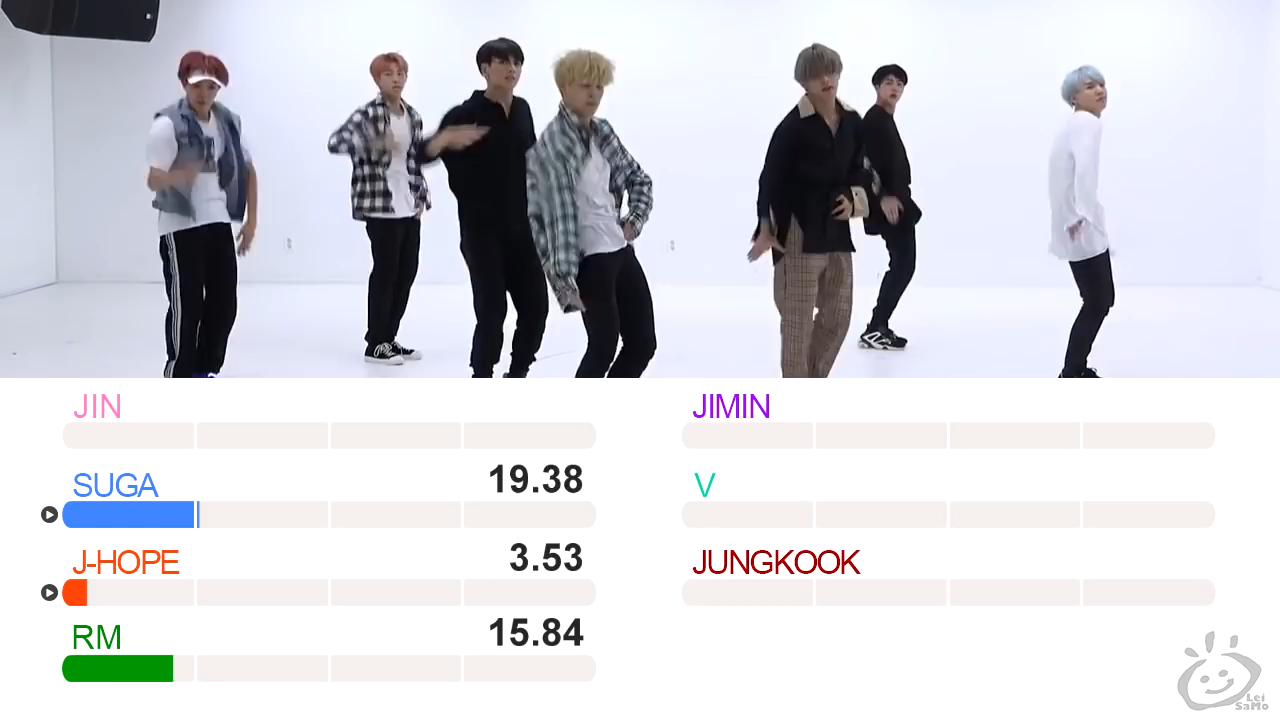 JIN
SUGA 19.38
J-HOPE 3.53
RM 15.84
JIMIN
V
JUNGKOOK
Lei
SaMo